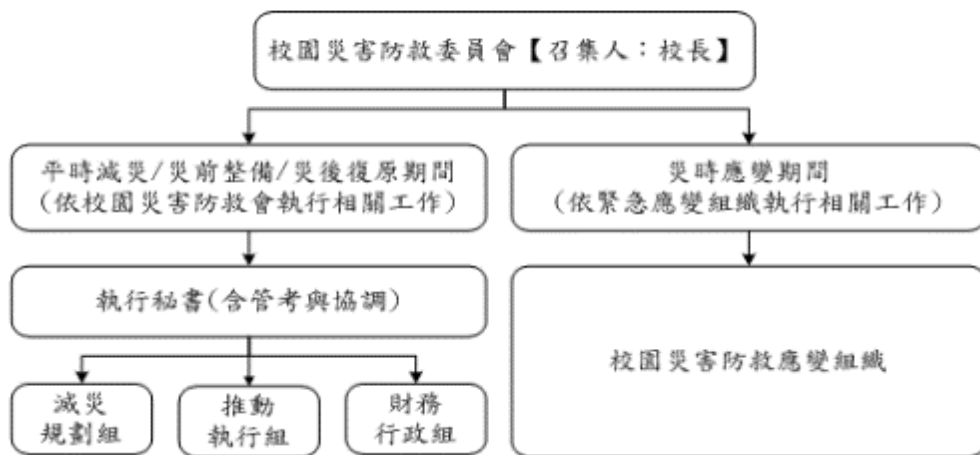 校園災害防救委員會【召集人：校長】
平時減災/災前整備/災後復原期間
(依校園災害防救會執行相關工作)
災時應變期間
(依緊急應變組織執行相關工作)
執行秘書(含管考與協調)
校園災害防救應變組織
減災
規劃組
推動
執行組
財務
行政組